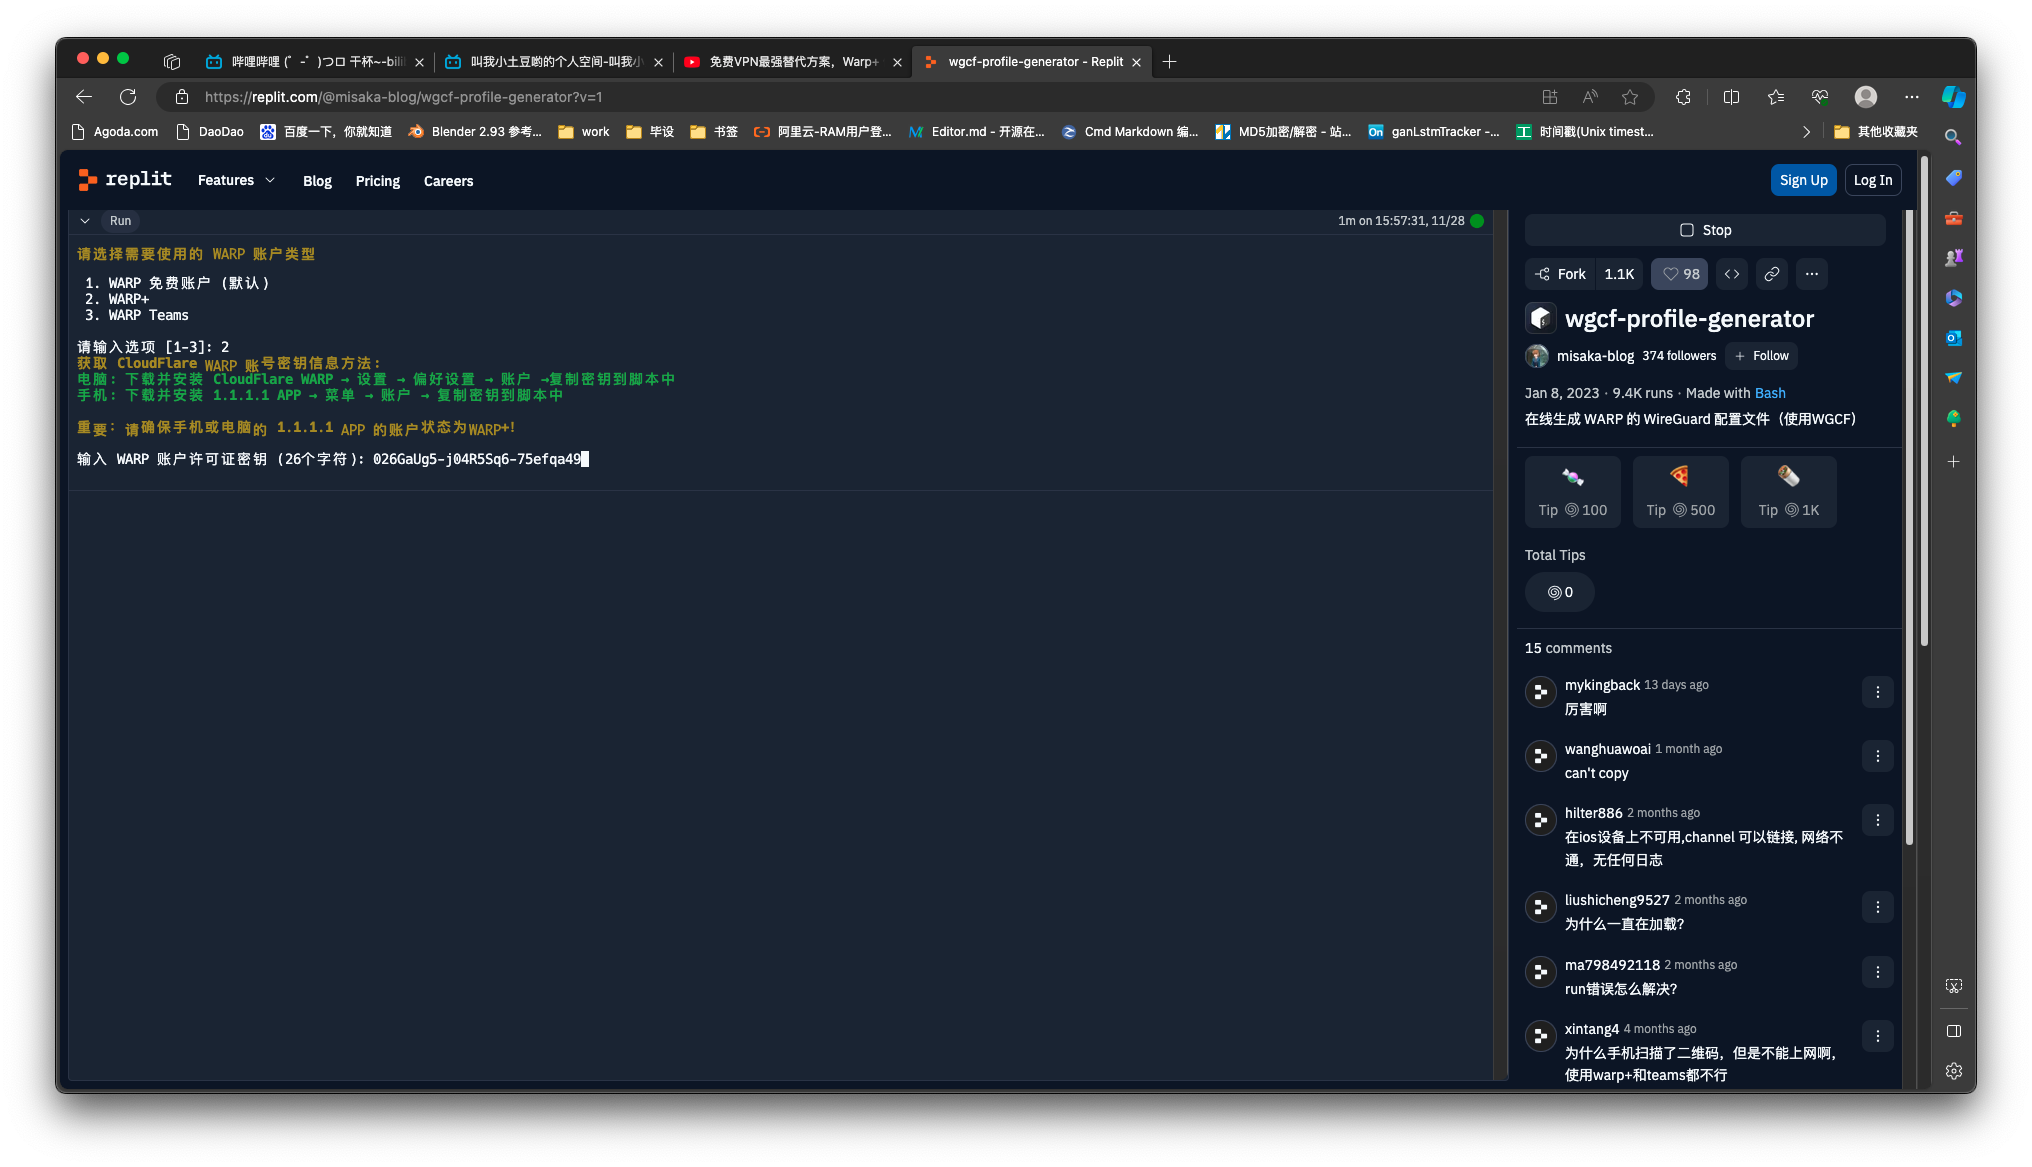 哔哩哔哩 (゜-゜)つロ 干杯~-bili
叫我小土豆哟的个人空间-叫我小
免费VPN最强替代方案，Warp+
wgcf-profile-generator - Replit
https://replit.com/@misaka-blog/wgcf-profile-generator?v=1
Agoda.com
DaoDao
百度一下，你就知道
Blender 2.93 参考...
work
毕设
书签
阿里云-RAM用户登...
Editor.md - 开源在...
Cmd Markdown 编...
MD5加密/解密 - 站...
On
ganLstmTracker -...
时间戳(Unix timest...
其他收藏夹
replit
Features
Blog
Pricing
Careers
Sign Up
Log In
Run
1m on 15:57:31, 11/28
请选择需要使用的 WARP 账户类型
1. WARP 免费账户 (默认)
2. WARP+
3. WARP Teams
请输入选项 [1-3]: 2
获取 CloudFlare WARP 账号密钥信息方法:
电脑: 下载并安装 CloudFlare WARP → 设置 → 偏好设置 → 账户 →复制密钥到脚本中
手机: 下载并安装 1.1.1.1 APP → 菜单 → 账户 → 复制密钥到脚本中
重要: 请确保手机或电脑的 1.1.1.1 APP 的账户状态为WARP+!
输入 WARP 账户许可证密钥 (26个字符): 026GaUg5-j04R5Sq6-75efqa49
Stop
Fork
1.1K
98
wgcf-profile-generator
misaka-blog 374 followers
+ Follow
Jan 8, 2023 · 9.4K runs · Made with Bash
在线生成 WARP 的 WireGuard 配置文件（使用WGCF）
Tip 100
Tip 500
Tip 1K
Total Tips
0
15 comments
mykingback 13 days ago
厉害啊
wanghuawoai 1 month ago
can't copy
hilter886 2 months ago
在ios设备上不可用,channel 可以链接, 网络不
通，无任何日志
liushicheng9527 2 months ago
为什么一直在加载?
ma798492118 2 months ago
run错误怎么解决?
xintang4 4 months ago
为什么手机扫描了二维码，但是不能上网啊，
使用warp+和teams都不行